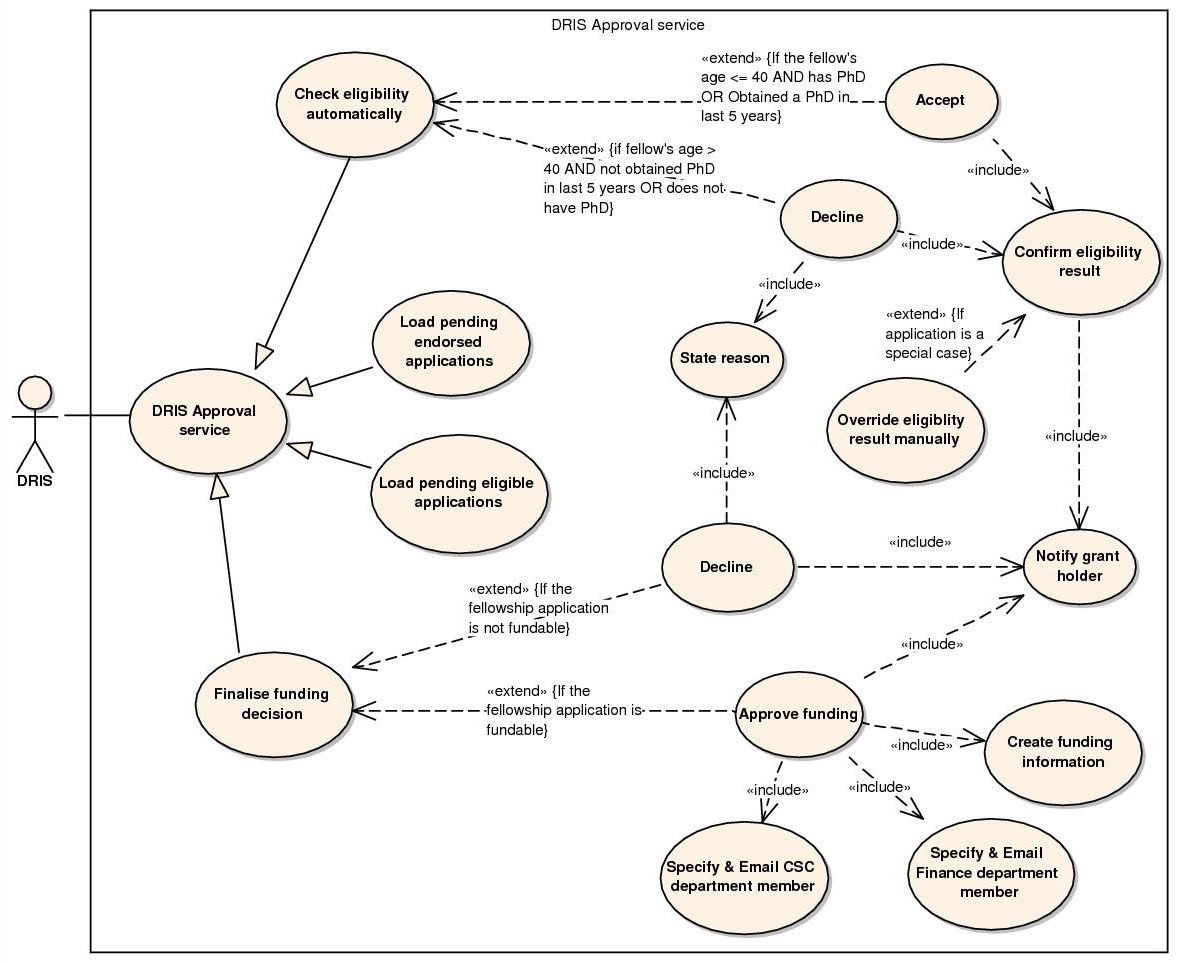 DRIS Approval service
«extend» {If the fellow's
age <= 40 AND has PhD
OR Obtained a PhD in
last 5 years}
Check eligibility
automatically
Accept
«extend» {if fellow's age >
40 AND not obtained PhD
in last 5 years OR does not
have PhD}
«include»
Decline
«include»
Confirm eligibility
result
«include»
Load pending
endorsed
applications
«extend» {If
application is a
special case}
State reason
DRIS Approval
service
Override eligiblity
result manually
«include»
DRIS
Load pending eligible
applications
«include»
«include»
Decline
Notify grant
holder
«extend» {If the
fellowship application
is not fundable}
«include»
Finalise funding
decision
«extend» {If the
fellowship application is
fundable}
Approve funding
«include»
Create funding
information
«include»
«include»
Specify & Email CSC
department member
Specify & Email
Finance department
member